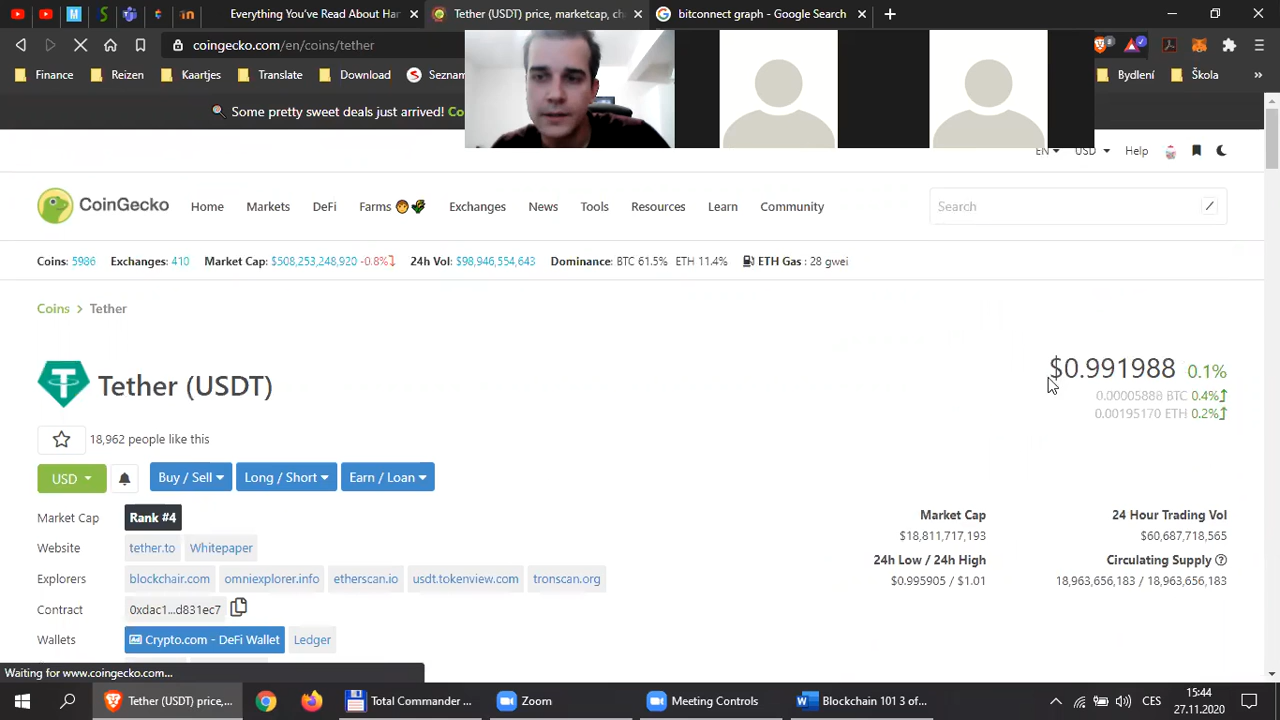 Everything You've Read About Ha
Tether (USDT) price, marketcap, ch
bitconnect graph - Google Search
coingecko.com/en/coins/tether
Finance
Reizen
Kaartjes
Translate
Download
Sezna
Bydlení
Škola
Some pretty sweet deals just arrived! Co
EN
USD
Help
CoinGecko
Home
Markets
DeFi
Farms
Exchanges
News
Tools
Resources
Learn
Community
Search
/
Coins: 5986 Exchanges: 410 Market Cap: $508,253,248,920 -0.8% 24h Vol: $98,946,554,643 Dominance: BTC 61.5% ETH 11.4% ETH Gas : 28 gwei
Coins > Tether
Tether (USDT)
$0.991988 0.1%
0.00005888 BTC 0.4%
0.00195170 ETH 0.2%
18,962 people like this
USD
Buy / Sell
Long / Short
Earn / Loan
Market Cap Rank #4
Website tether.to Whitepaper
Explorers blockchair.com omniexplorer.info etherscan.io usdt.tokenview.com tronscan.org
Contract 0xdac1...d831ec7
Wallets Crypto.com - DeFi Wallet Ledger
Market Cap
$18,811,717,193
24 Hour Trading Vol
$60,687,718,565
24h Low / 24h High
$0.995905 / $1.01
Circulating Supply
18,963,656,183 / 18,963,656,183
Waiting for www.coingecko.com...
Tether (USDT) price,...
Total Commander ...
Zoom
Meeting Controls
Blockchain 101 3 of...
CES
15:44
27.11.2020